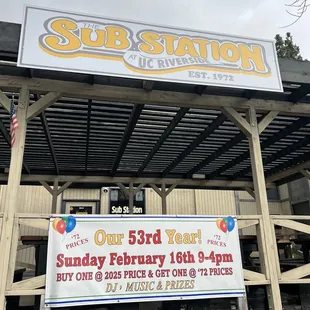 THE
SUB STATION
AT UC RIVERSIDE
EST. 1972
Sub Station
'72 PRICES
Our 53rd Year!
'72 PRICES
Sunday February 16th 9-4pm
BUY ONE @ 2025 PRICE & GET ONE @ '72 PRICES
DJ › MUSIC & PRIZES